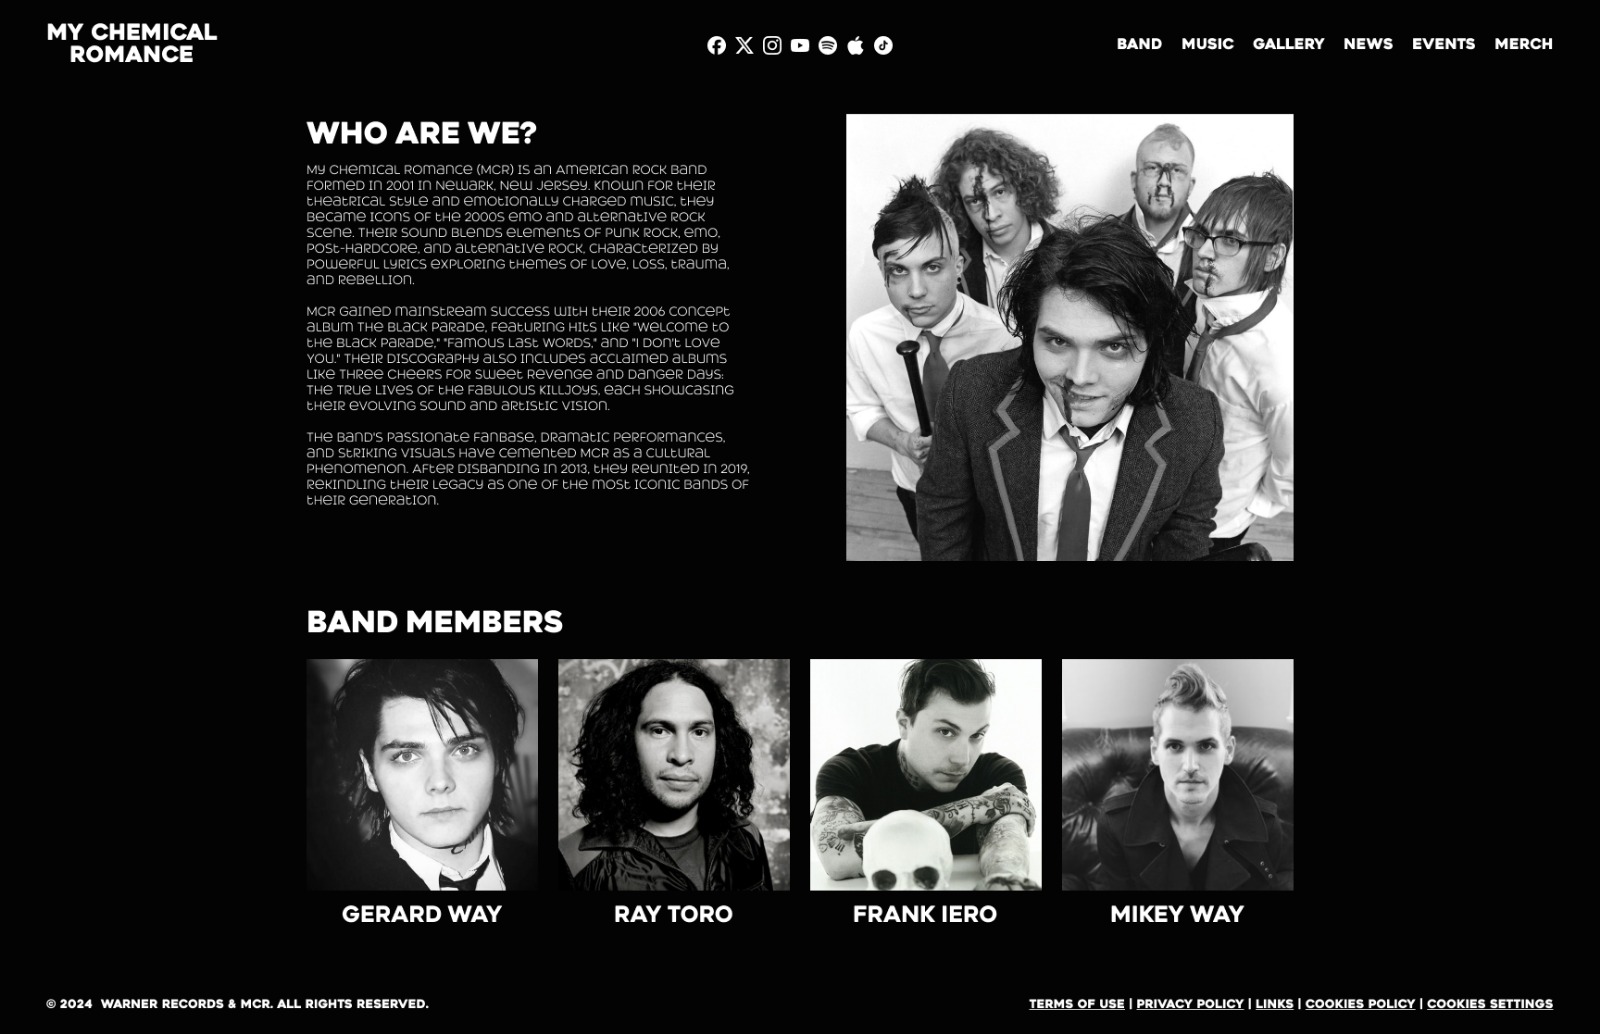 MY CHEMICAL
ROMANCE
BAND MUSIC GALLERY NEWS EVENTS MERCH
WHO ARE WE?
My Chemical Romance (MCR) is an American rock band
formed in 2001 in Newark, New Jersey. Known for their
theatrical style and emotionally charged music, they
became icons of the 2000s emo and alternative rock
scene. Their sound blends elements of punk rock, emo,
post-hardcore, and alternative rock, characterized by
powerful lyrics exploring themes of love, loss, trauma,
and rebellion.
MCR gained mainstream success with their 2006 concept
album The Black Parade, featuring hits like "Welcome to
the Black Parade," "Famous Last Words," and "I Don't Love
You." Their discography also includes acclaimed albums
like Three Cheers for Sweet Revenge and Danger Days:
The True Lives of the Fabulous Killjoys, each showcasing
their evolving sound and artistic vision.
The band's passionate fanbase, dramatic performances,
and striking visuals have cemented MCR as a cultural
phenomenon. After disbanding in 2013, they reunited in 2019,
rekindling their legacy as one of the most iconic bands of
their generation.
BAND MEMBERS
GERARD WAY
RAY TORO
FRANK IERO
MIKEY WAY
© 2024 WARNER RECORDS & MCR. ALL RIGHTS RESERVED.
TERMS OF USE | PRIVACY POLICY | LINKS | COOKIES POLICY | COOKIES SETTINGS